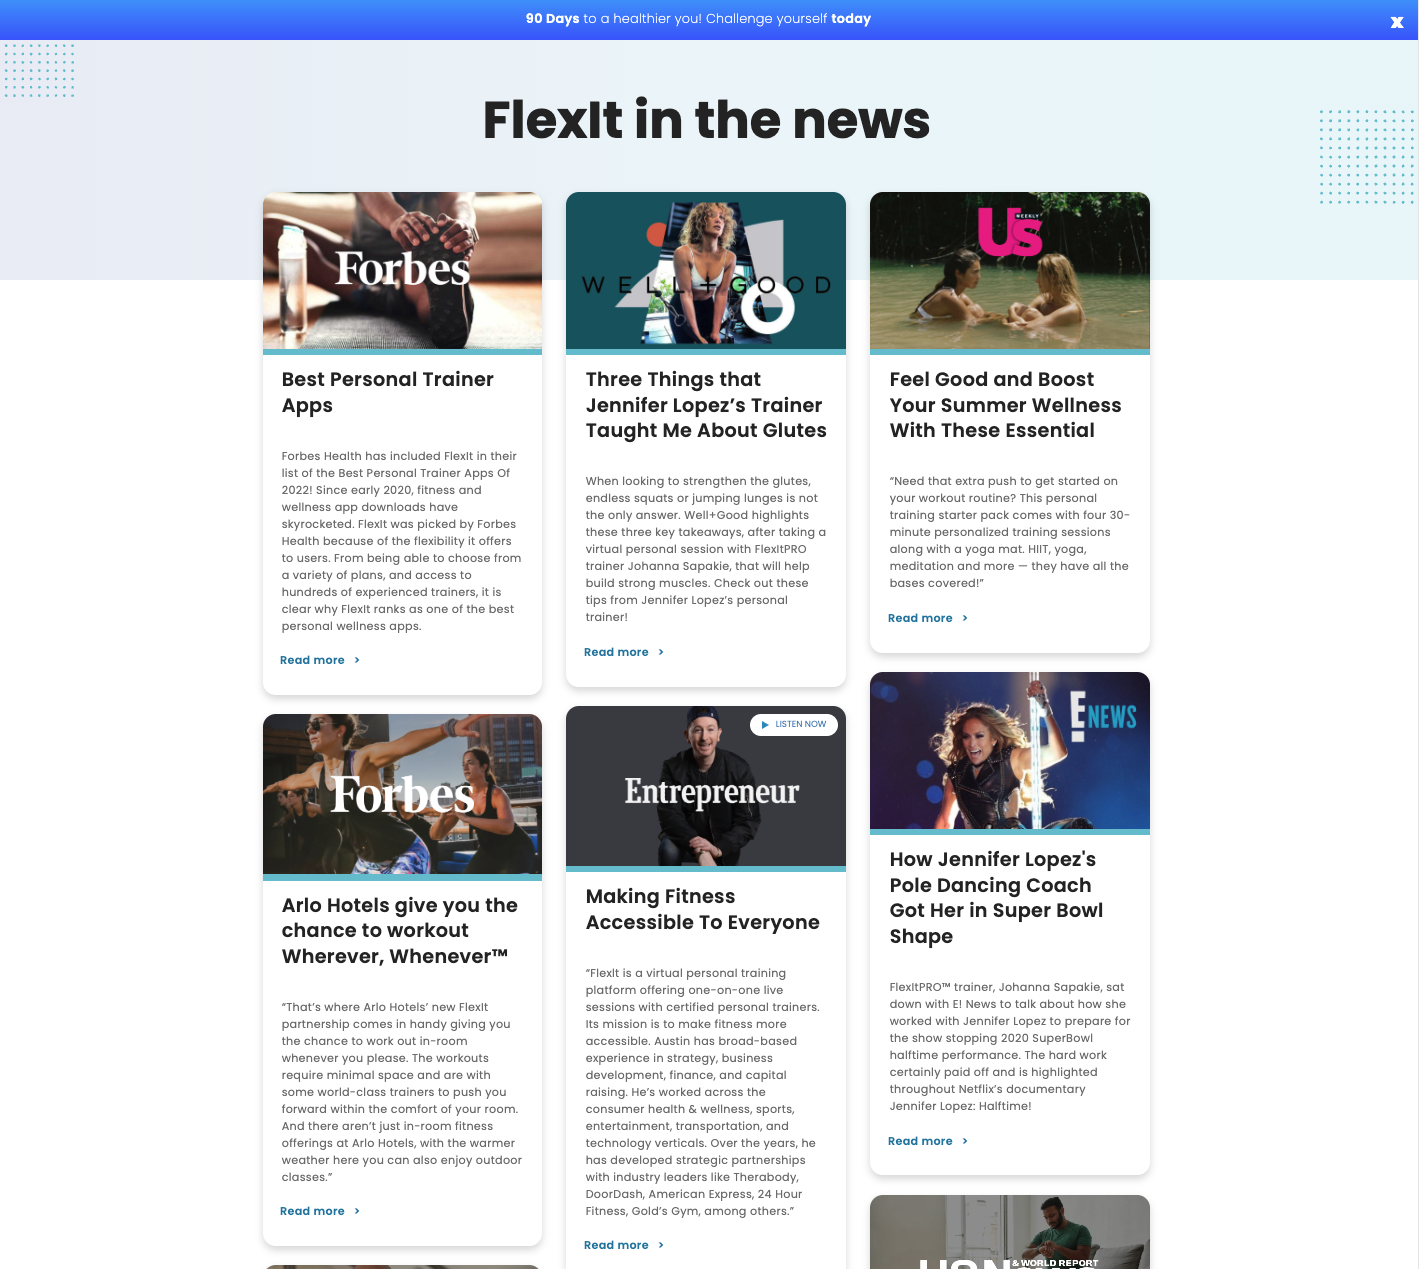 90 Days to a healthier you! Challenge yourself today
x
FlexIt in the news
Forbes
Best Personal Trainer
Apps
Forbes Health has included FlexIt in their
list of the Best Personal Trainer Apps Of
2022! Since early 2020, fitness and
wellness app downloads have
skyrocketed. FlexIt was picked by Forbes
Health because of the flexibility it offers
to users. From being able to choose from
a variety of plans, and access to
hundreds of experienced trainers, it is
clear why FlexIt ranks as one of the best
personal wellness apps.
Read more >
Forbes
Arlo Hotels give you the
chance to workout
Wherever, Whenever™
“That’s where Arlo Hotels’ new FlexIt
partnership comes in handy giving you
the chance to work out in-room
whenever you please. The workouts
require minimal space and are with
some world-class trainers to push you
forward within the comfort of your room.
And there aren’t just in-room fitness
offerings at Arlo Hotels, with the warmer
weather here you can also enjoy outdoor
classes.”
Read more >
WELL+GOOD
Three Things that
Jennifer Lopez’s Trainer
Taught Me About Glutes
When looking to strengthen the glutes,
endless squats or jumping lunges is not
the only answer. Well+Good highlights
these three key takeaways, after taking a
virtual personal session with FlexItPRO
trainer Johanna Sapakie, that will help
build strong muscles. Check out these
tips from Jennifer Lopez’s personal
trainer!
Read more >
LISTEN NOW
Entrepreneur
Making Fitness
Accessible To Everyone
“FlexIt is a virtual personal training
platform offering one-on-one live
sessions with certified personal trainers.
Its mission is to make fitness more
accessible. Austin has broad-based
experience in strategy, business
development, finance, and capital
raising. He’s worked across the
consumer health & wellness, sports,
entertainment, transportation, and
technology verticals. Over the years, he
has developed strategic partnerships
with industry leaders like Therabody,
DoorDash, American Express, 24 Hour
Fitness, Gold’s Gym, among others.”
Read more >
Us WEEKLY
Feel Good and Boost
Your Summer Wellness
With These Essential
“Need that extra push to get started on
your workout routine? This personal
training starter pack comes with four 30-
minute personalized training sessions
along with a yoga mat. HIIT, yoga,
meditation and more — they have all the
bases covered!”
Read more >
E! NEWS
How Jennifer Lopez's
Pole Dancing Coach
Got Her in Super Bowl
Shape
FlexItPRO™ trainer, Johanna Sapakie, sat
down with E! News to talk about how she
worked with Jennifer Lopez to prepare for
the show stopping 2020 SuperBowl
halftime performance. The hard work
certainly paid off and is highlighted
throughout Netflix’s documentary
Jennifer Lopez: Halftime!
Read more >
& WORLD REPORT